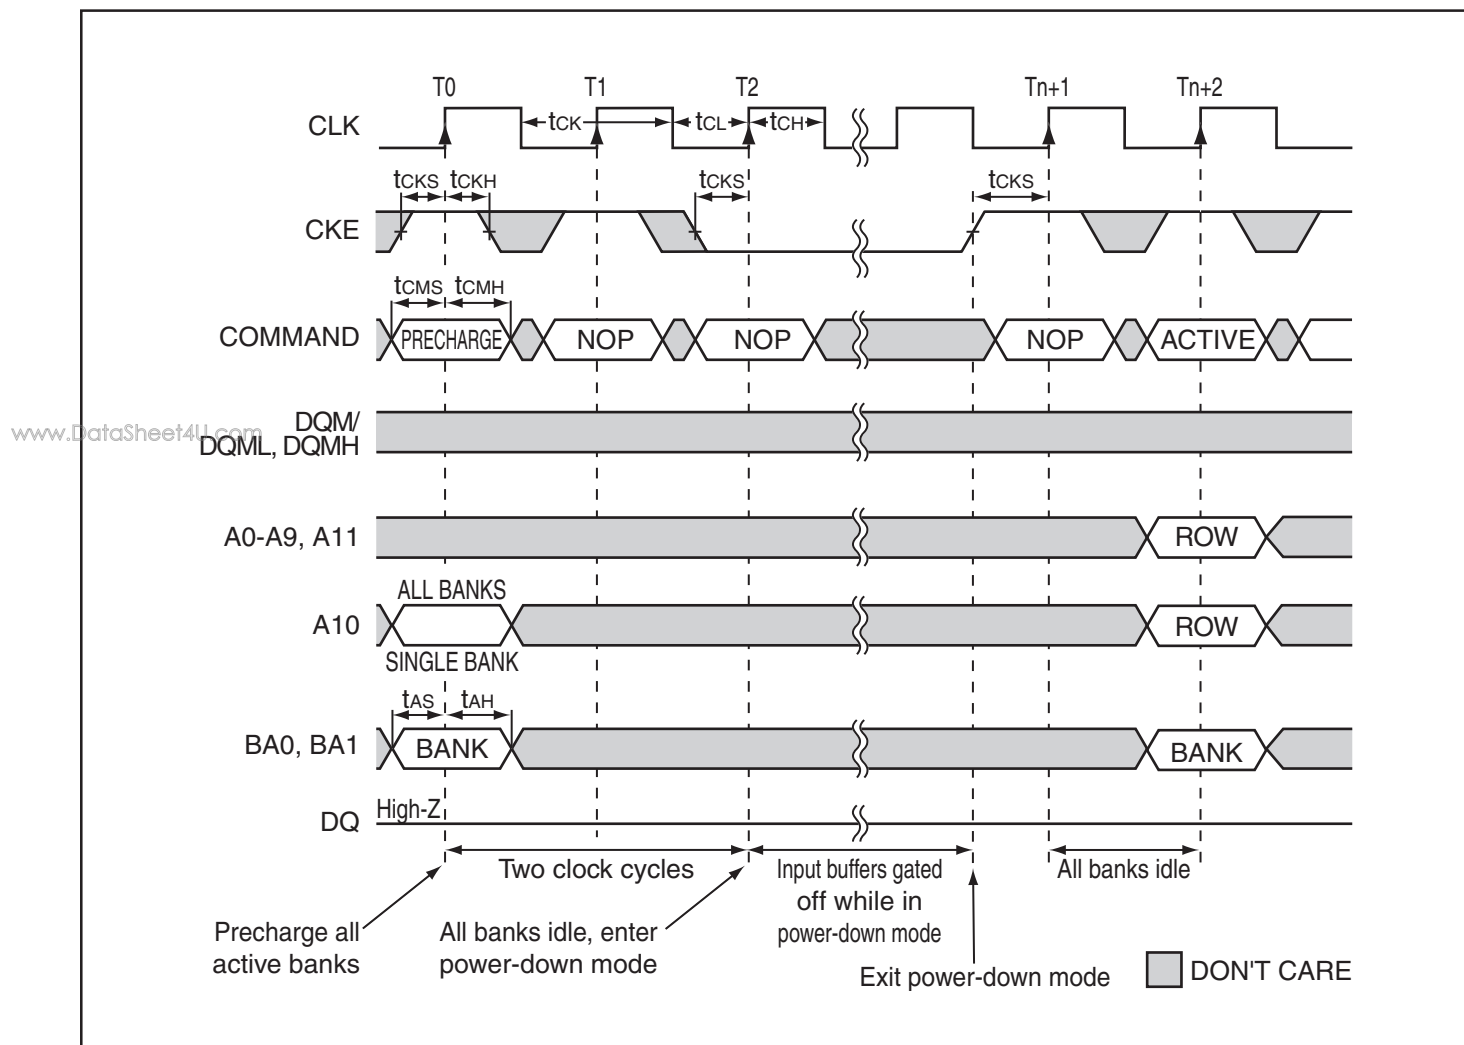 T0 T1 T2 Tn+1 Tn+2
CLK tCK tCL tCH
tCKS tCKH tCKS tCKS
CKE
tCMS tCMH
COMMAND PRECHARGE NOP NOP NOP ACTIVE
DQM/
www.DataSheet4U.com
DQML, DQMH
A0-A9, A11 ROW
ALL BANKS
A10 ROW
SINGLE BANK
tAS tAH
BA0, BA1 BANK BANK
High-Z
DQ
Two clock cycles
Input buffers gated
off while in
power-down mode
All banks idle
Precharge all
active banks
All banks idle, enter
power-down mode
Exit power-down mode
DON'T CARE